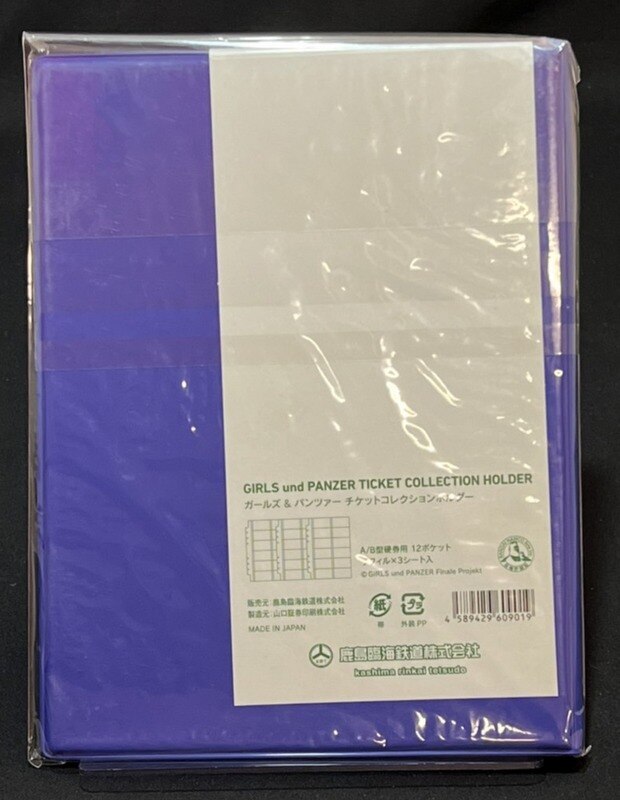 GIRLS und PANZER TICKET COLLECTION HOLDER
ガールズ & パンツァー チケットコレクションホルダー
A/B型硬券用 12ポケット
リフィル×3シート入
©GIRLS und PANZER Finale Projekt
販売元:鹿島臨海鉄道株式会社
製造元:山口証券印刷株式会社
MADE IN JAPAN
紙
帯
プラ
外装:PP
4 589429 609019
鹿島臨海鉄道株式会社
kashima rinkai tetsudo